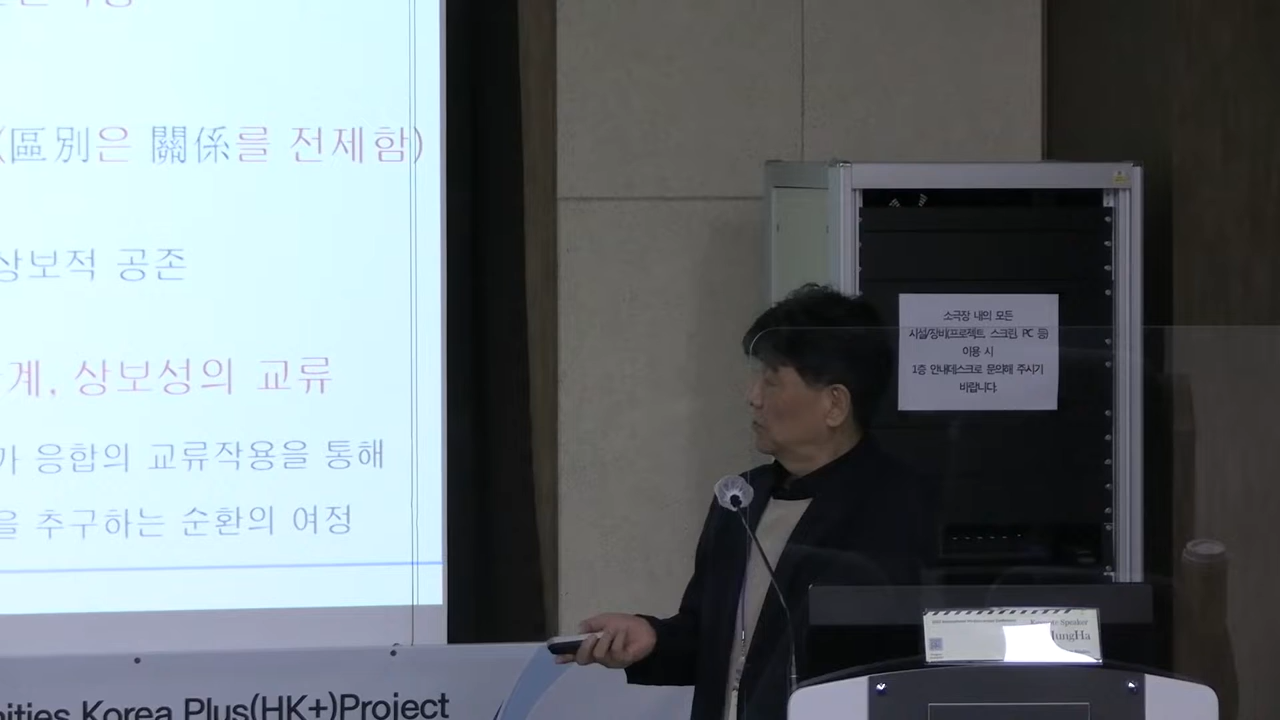 (區別은 關係를 전제함)
상보적 공존
계, 상보성의 교류
가 응합의 교류작용을 통해
을 추구하는 순환의 여정
소극장 내의 모든
시설/장비(프로젝트, 스크린, PC 등)
이용 시
1층 안내데스크로 문의해 주시기
바랍니다.
Keynote Speaker
JungHa
nities Korea Plus(HK+)Project